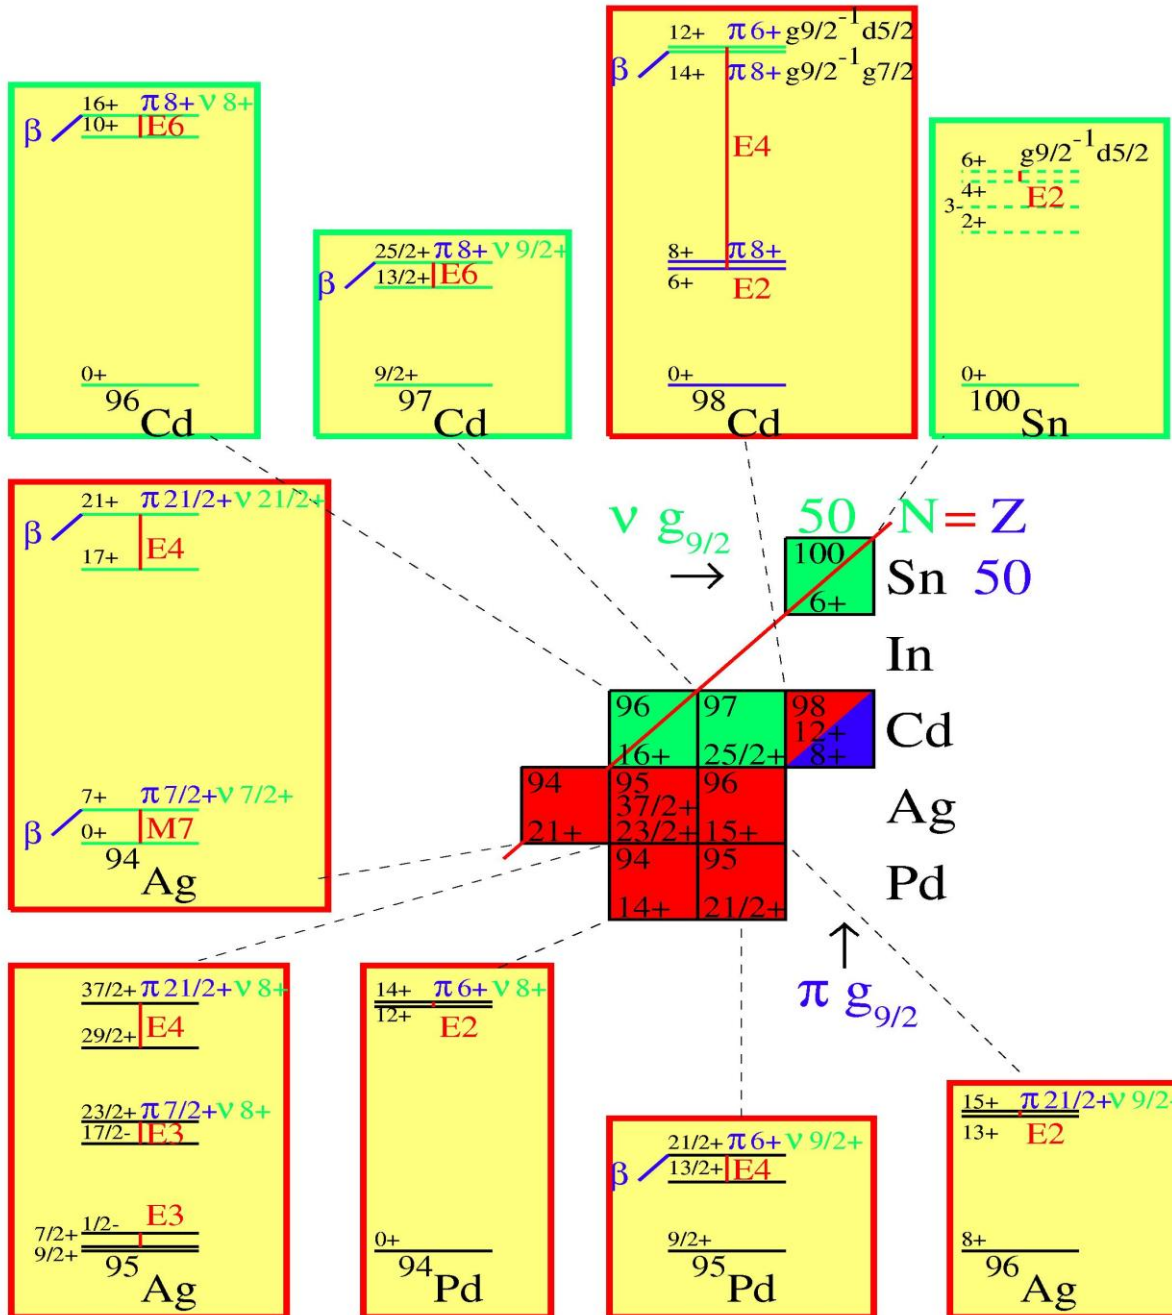 16+ π 8+ ν 8+
β 10+ E6
0+
96Cd
25/2+ π 8+ ν 9/2+
β 13/2+ E6
9/2+
97Cd
12+ π 6+ g9/2⁻¹ d5/2
β 14+ π 8+ g9/2⁻¹ g7/2
E4
8+ π 8+
6+ E2
0+
98Cd
6+ g9/2⁻¹ d5/2
4+ E2
3-
2+
0+
100Sn
21+ π 21/2+ ν 21/2+
β E4
17+
7+ π 7/2+ ν 7/2+
β 0+ M7
94Ag
ν g9/2 50 N = Z
100 Sn 50
6+
In
96 97 98 Cd
12+
16+ 25/2+ 8+
94 95 96 Ag
37/2+
21+ 23/2+ 15+
94 95 Pd
14+ 21/2+
π g9/2
37/2+ π 21/2+ ν 8+
E4
29/2+
23/2+ π 7/2+ ν 8+
17/2- E3
1/2- E3
7/2+
9/2+
95Ag
14+ π 6+ ν 8+
12+ E2
0+
94Pd
21/2+ π 6+ ν 9/2+
β 13/2+ E4
9/2+
95Pd
15+ π 21/2+ ν 9/2+
13+ E2
8+
96Ag